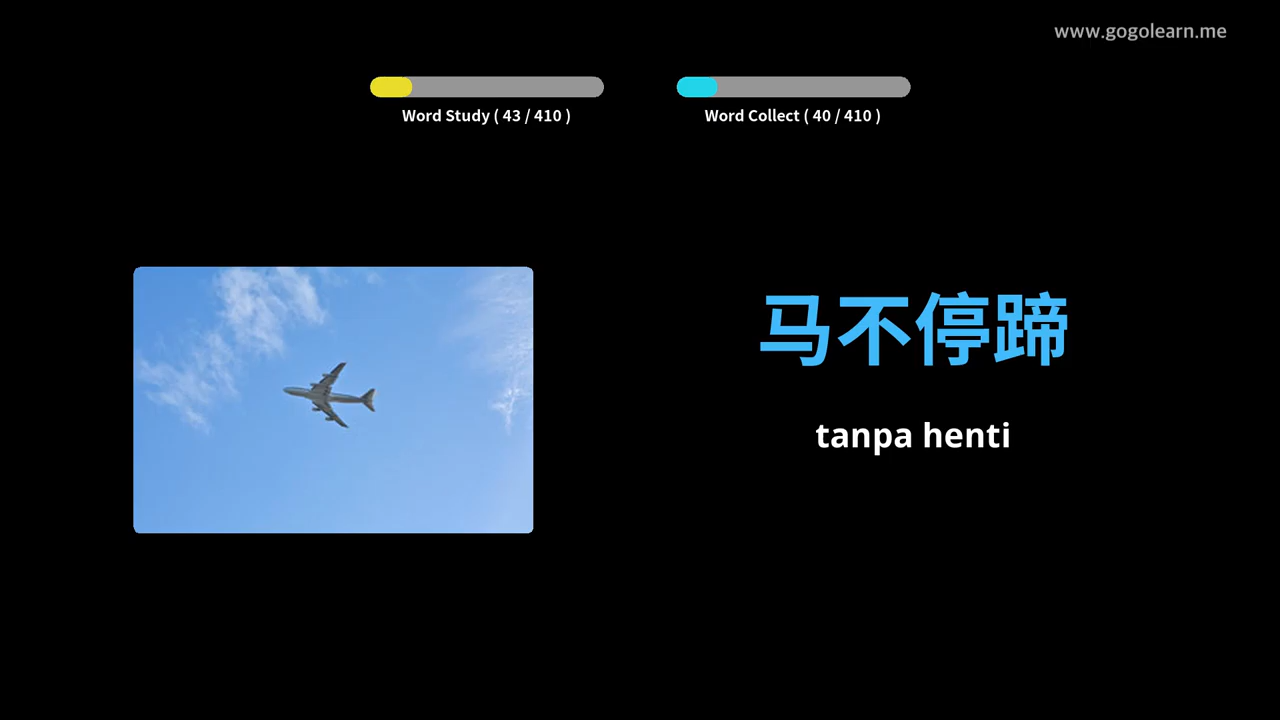 www.gogolearn.me
Word Study ( 43 / 410 )
Word Collect ( 40 / 410 )
马不停蹄
tanpa henti